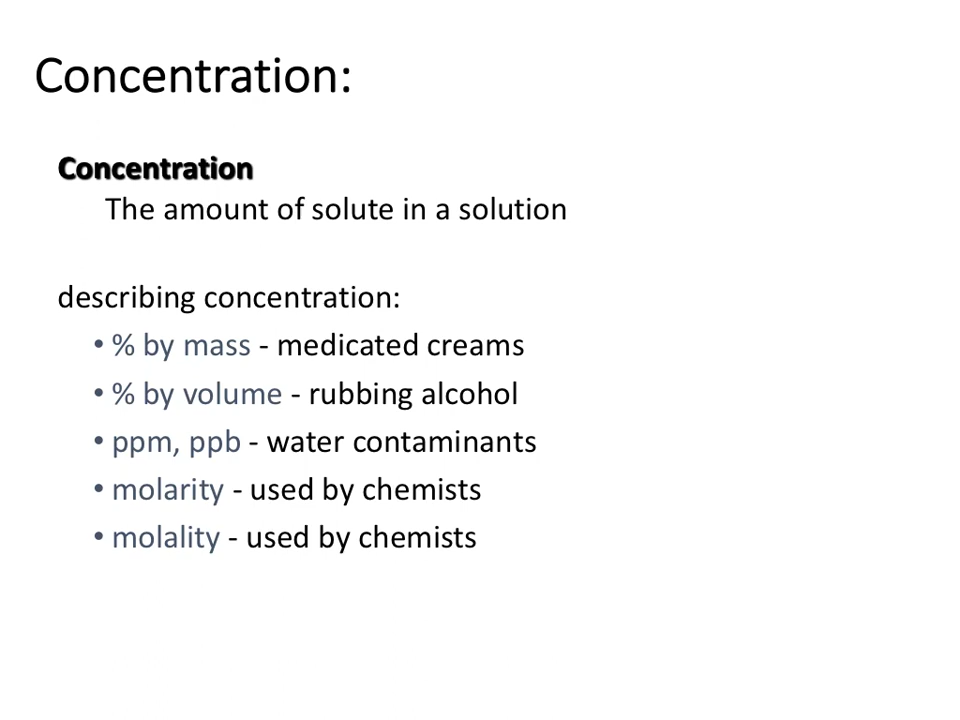 Concentration:
Concentration
The amount of solute in a solution
describing concentration:
• % by mass - medicated creams
• % by volume - rubbing alcohol
• ppm, ppb - water contaminants
• molarity - used by chemists
• molality - used by chemists